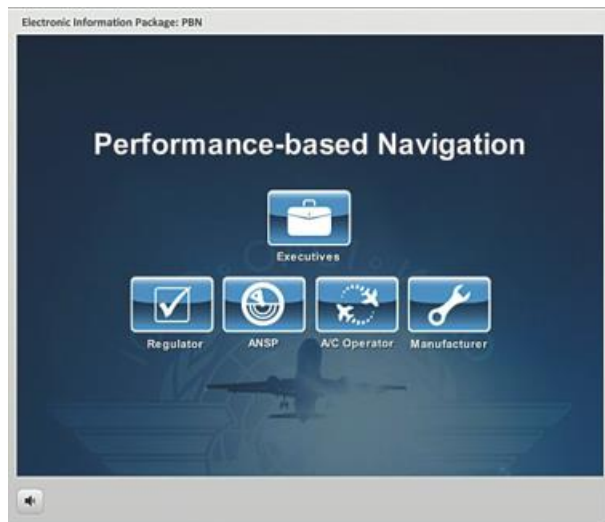 Electronic Information Package: PBN
Performance-based Navigation
Executives
Regulator ANSP A/C Operator Manufacturer